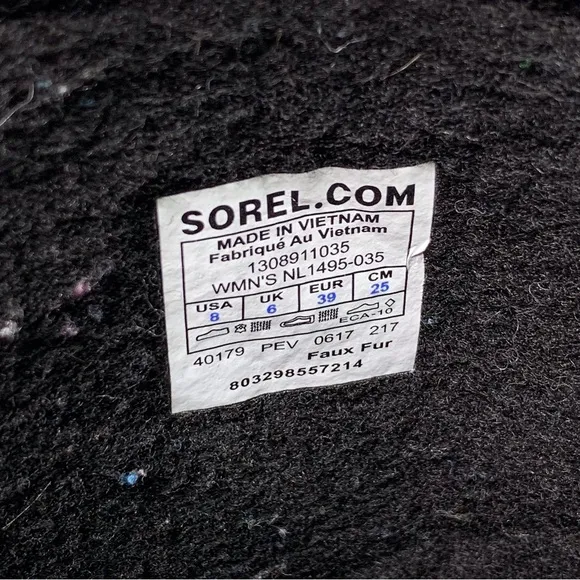 SOREL.COM
MADE IN VIETNAM
Fabriqué Au Vietnam
1308911035
WMN'S NL1495-035
USA UK EUR CM
8 6 39 25
ECA-10
40179 PEV 0617 217
Faux Fur
803298557214